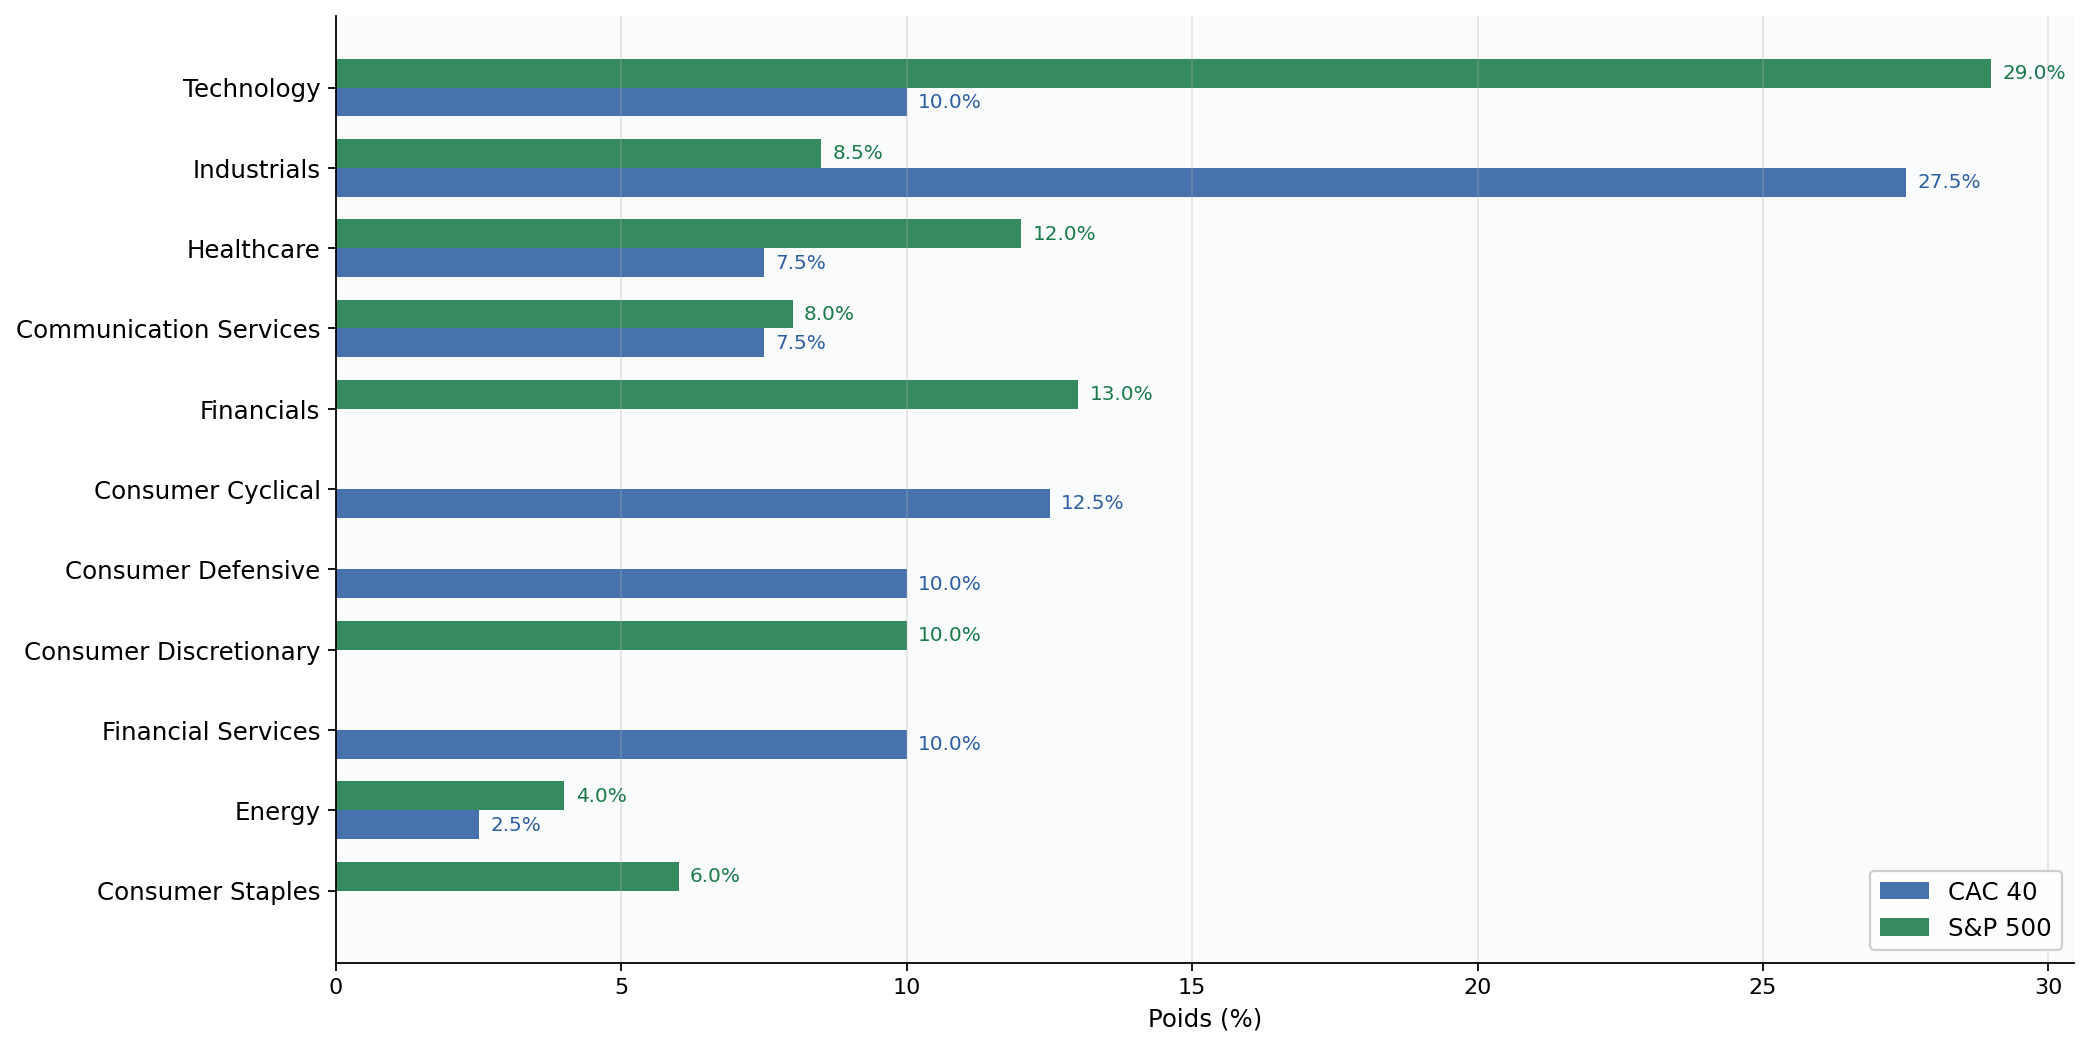 Technology
29.0%
10.0%
Industrials
8.5%
27.5%
Healthcare
12.0%
7.5%
Communication Services
8.0%
7.5%
Financials
13.0%
Consumer Cyclical
12.5%
Consumer Defensive
10.0%
Consumer Discretionary
10.0%
Financial Services
10.0%
Energy
4.0%
2.5%
Consumer Staples
6.0%
CAC 40
S&P 500
0 5 10 15 20 25 30
Poids (%)